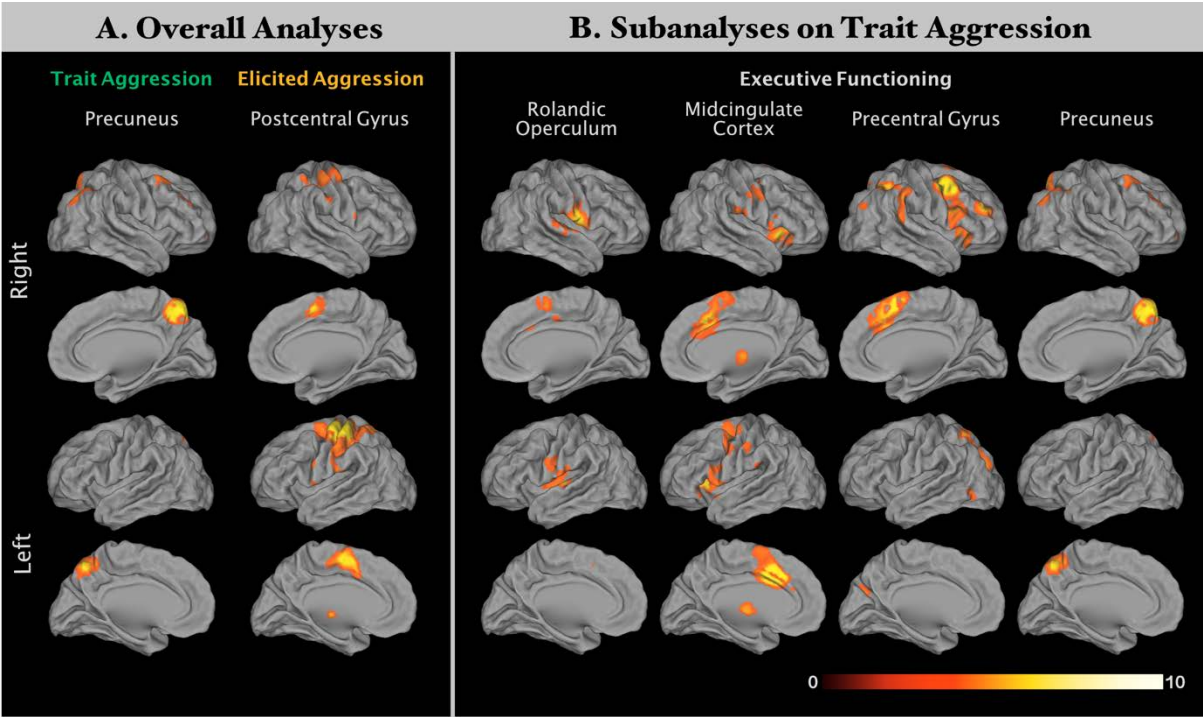 A. Overall Analyses
B. Subanalyses on Trait Aggression
Trait Aggression
Elicited Aggression
Executive Functioning
Precuneus
Postcentral Gyrus
Rolandic
Operculum
Midcingulate
Cortex
Precentral Gyrus
Precuneus
Right
Left
0
10